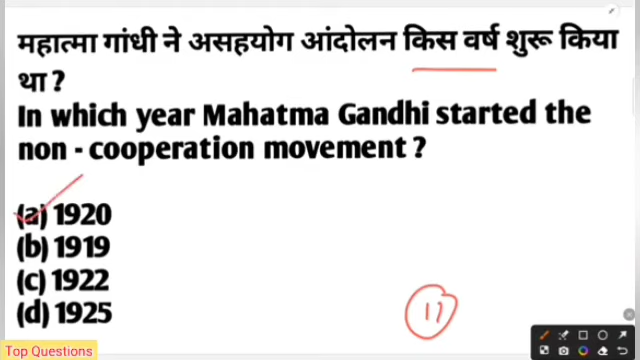 महात्मा गांधी ने असहयोग आंदोलन किस वर्ष शुरू किया
था ?
In which year Mahatma Gandhi started the
non - cooperation movement ?
(a) 1920
(b) 1919
(c) 1922
(d) 1925
11
Top Questions